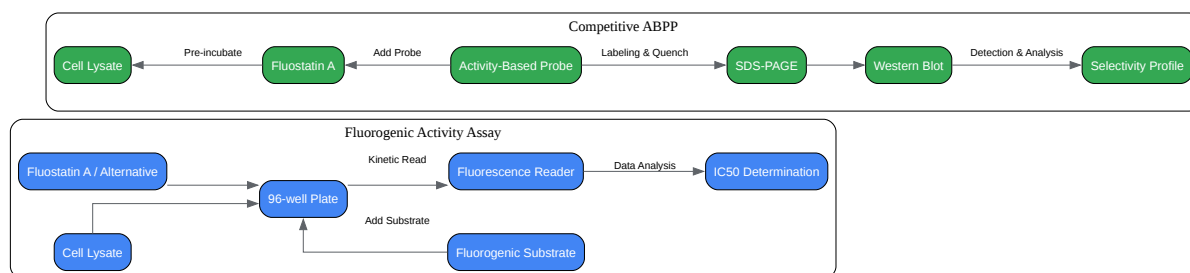 Competitive ABPP
Cell Lysate
Pre-incubate
Fluostatin A
Add Probe
Activity-Based Probe
Labeling & Quench
SDS-PAGE
Western Blot
Detection & Analysis
Selectivity Profile
Fluorogenic Activity Assay
Fluostatin A / Alternative
Kinetic Read
Fluorescence Reader
Data Analysis
IC50 Determination
96-well Plate
Add Substrate
Cell Lysate
Fluorogenic Substrate